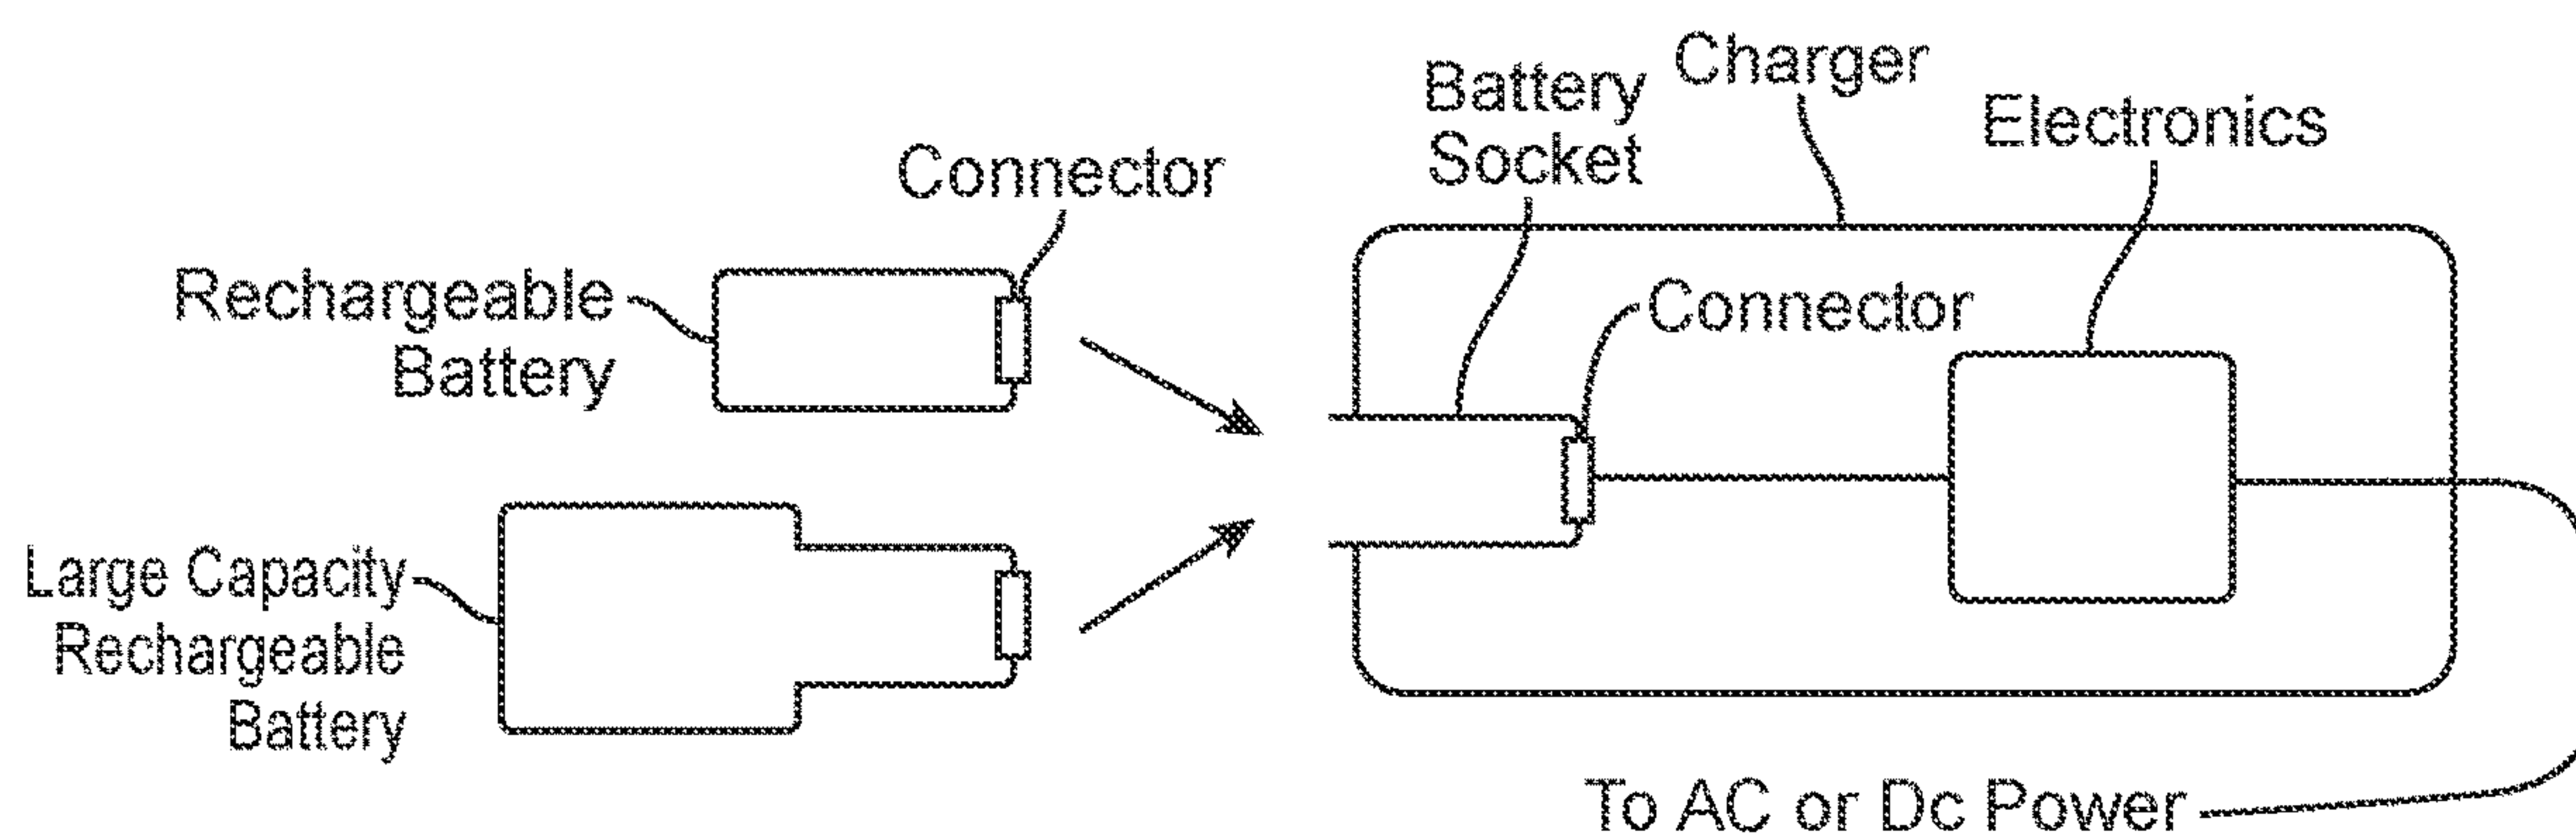 Battery
Socket
Charger
Electronics
Connector
Rechargeable
Battery
Connector
Large Capacity
Rechargeable
Battery
To AC or Dc Power